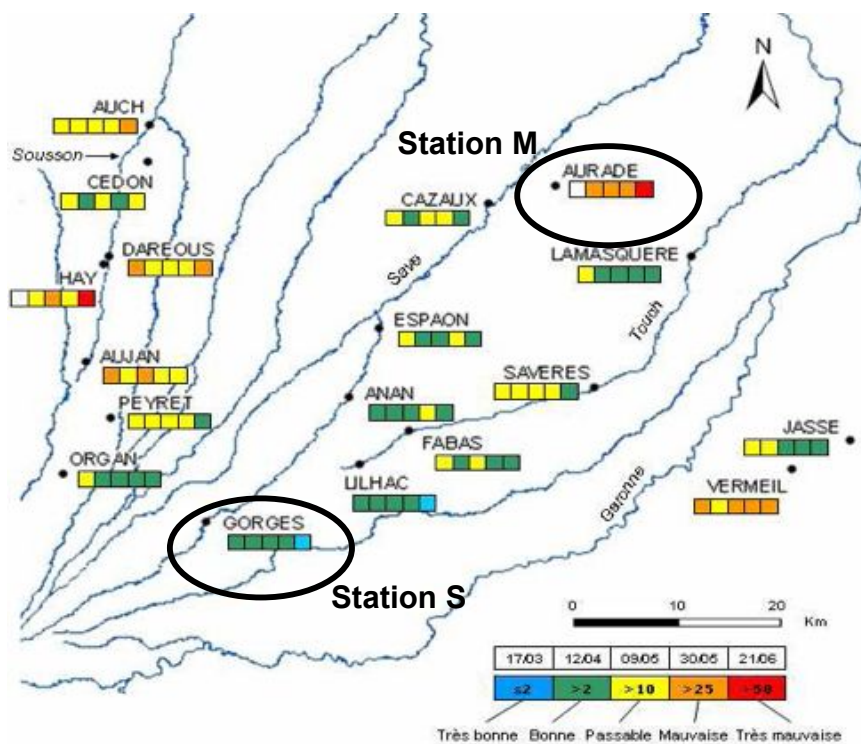 N
AUCH
Station M
Sousson
AURADE
CEDON
CAZAUX
DAREOUS
LAMASQUERE
HAY
Save
ESPAON
Touch
AUJAN
SAVERES
ANAN
PEYRET
JASSE
FABAS
ORGAN
LILHAC
Garonne
VERMEIL
GORGES
Station S
0 10 20
Km
17/03 12/04 09/05 30/05 21/06
≤2 >2 >10 >25 >50
Très bonne Bonne Passable Mauvaise Très mauvaise